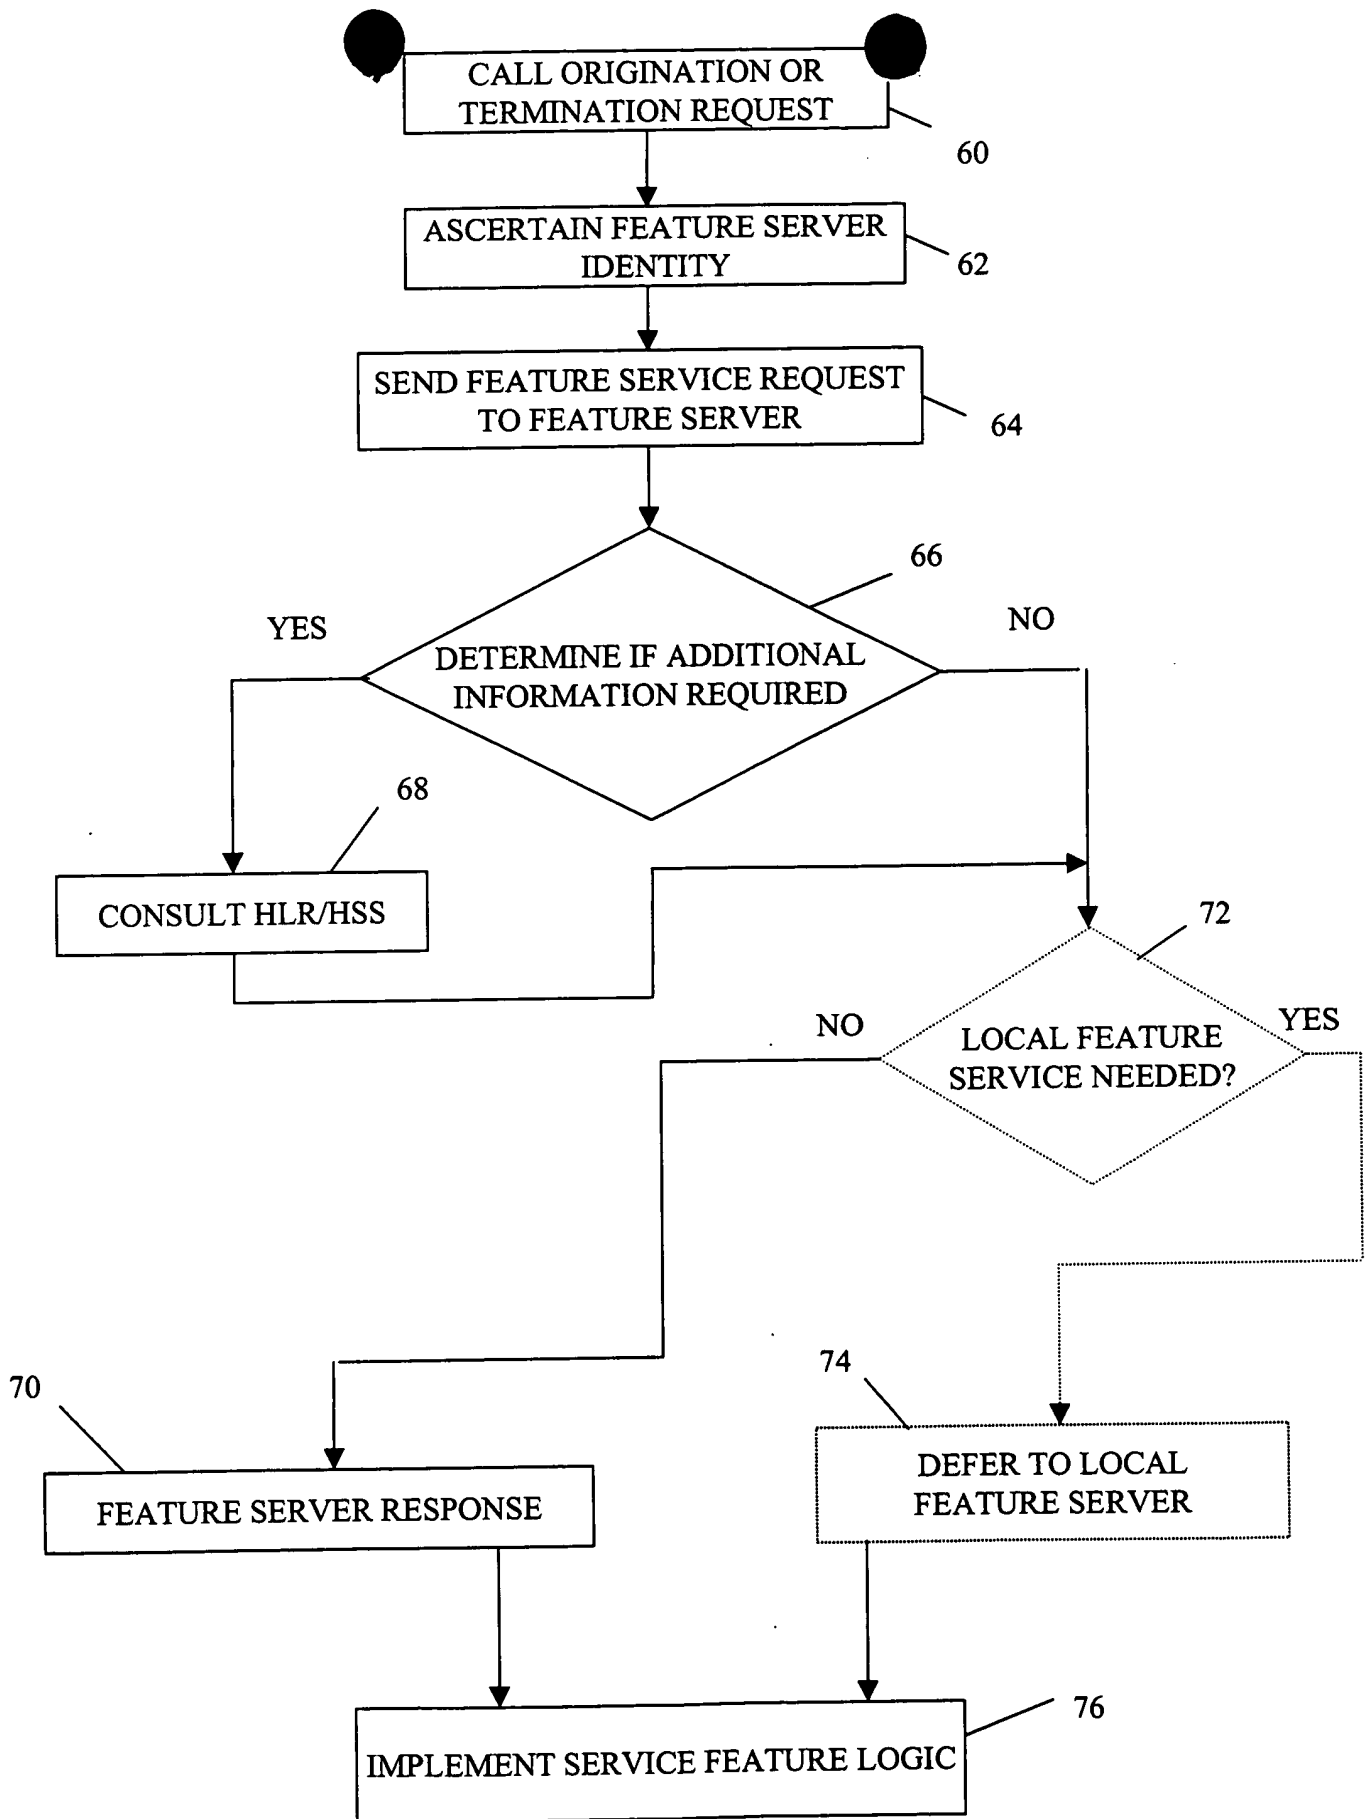 CALL ORIGINATION OR
TERMINATION REQUEST
60
ASCERTAIN FEATURE SERVER
IDENTITY
62
SEND FEATURE SERVICE REQUEST
TO FEATURE SERVER
64
66
YES
NO
DETERMINE IF ADDITIONAL
INFORMATION REQUIRED
68
CONSULT HLR/HSS
72
NO
YES
LOCAL FEATURE
SERVICE NEEDED?
74
70
DEFER TO LOCAL
FEATURE SERVER
FEATURE SERVER RESPONSE
76
IMPLEMENT SERVICE FEATURE LOGIC